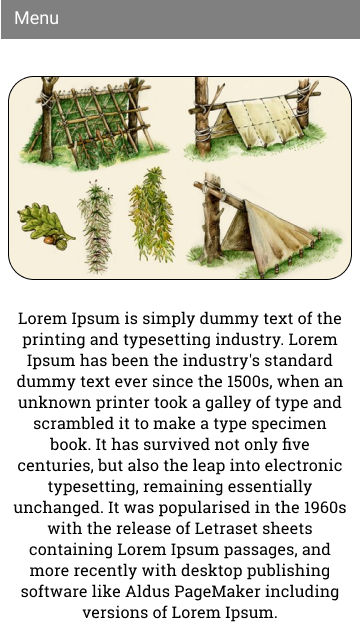 Menu
Lorem Ipsum is simply dummy text of the
printing and typesetting industry. Lorem
Ipsum has been the industry's standard
dummy text ever since the 1500s, when an
unknown printer took a galley of type and
scrambled it to make a type specimen
book. It has survived not only five
centuries, but also the leap into electronic
typesetting, remaining essentially
unchanged. It was popularised in the 1960s
with the release of Letraset sheets
containing Lorem Ipsum passages, and
more recently with desktop publishing
software like Aldus PageMaker including
versions of Lorem Ipsum.